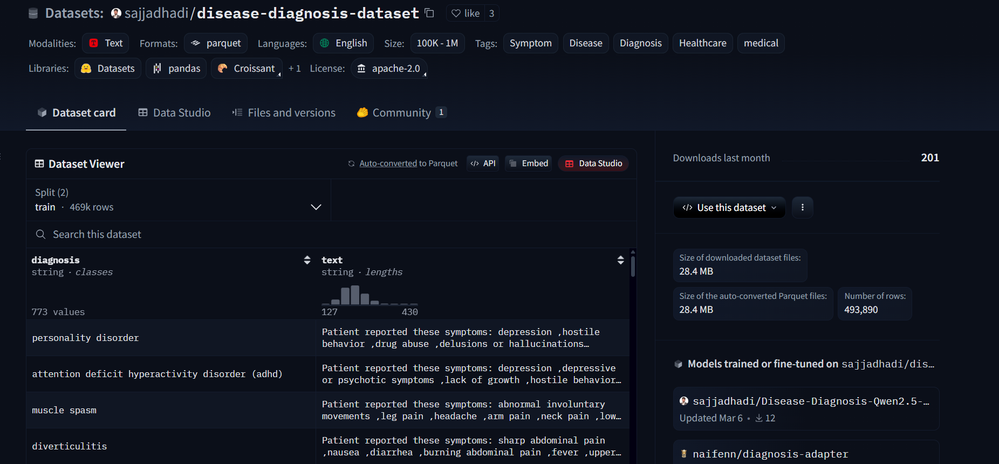 Datasets: sajjadhadi/disease-diagnosis-dataset like 3
Modalities: Text Formats: parquet Languages: English Size: 100K - 1M Tags: Symptom Disease Diagnosis Healthcare medical
Libraries: Datasets pandas Croissant + 1 License: apache-2.0
Dataset card Data Studio Files and versions Community 1
Dataset Viewer Auto-converted to Parquet API Embed Data Studio
Split (2)
train · 469k rows
Search this dataset
diagnosis
string · classes
773 values
text
string · lengths
127 430
personality disorder
Patient reported these symptoms: depression ,hostile
behavior ,drug abuse ,delusions or hallucinations…
attention deficit hyperactivity disorder (adhd)
Patient reported these symptoms: depression ,depressive
or psychotic symptoms ,lack of growth ,hostile behavior…
muscle spasm
Patient reported these symptoms: abnormal involuntary
movements ,leg pain ,headache ,arm pain ,neck pain ,low…
diverticulitis
Patient reported these symptoms: sharp abdominal pain
,nausea ,diarrhea ,burning abdominal pain ,fever ,upper…
Downloads last month 201
Use this dataset
Size of downloaded dataset files:
28.4 MB
Size of the auto-converted Parquet files:
28.4 MB
Number of rows:
493,890
Models trained or fine-tuned on sajjadhadi/dis…
sajjadhadi/Disease-Diagnosis-Qwen2.5-…
Updated Mar 6 • 12
naifenn/diagnosis-adapter